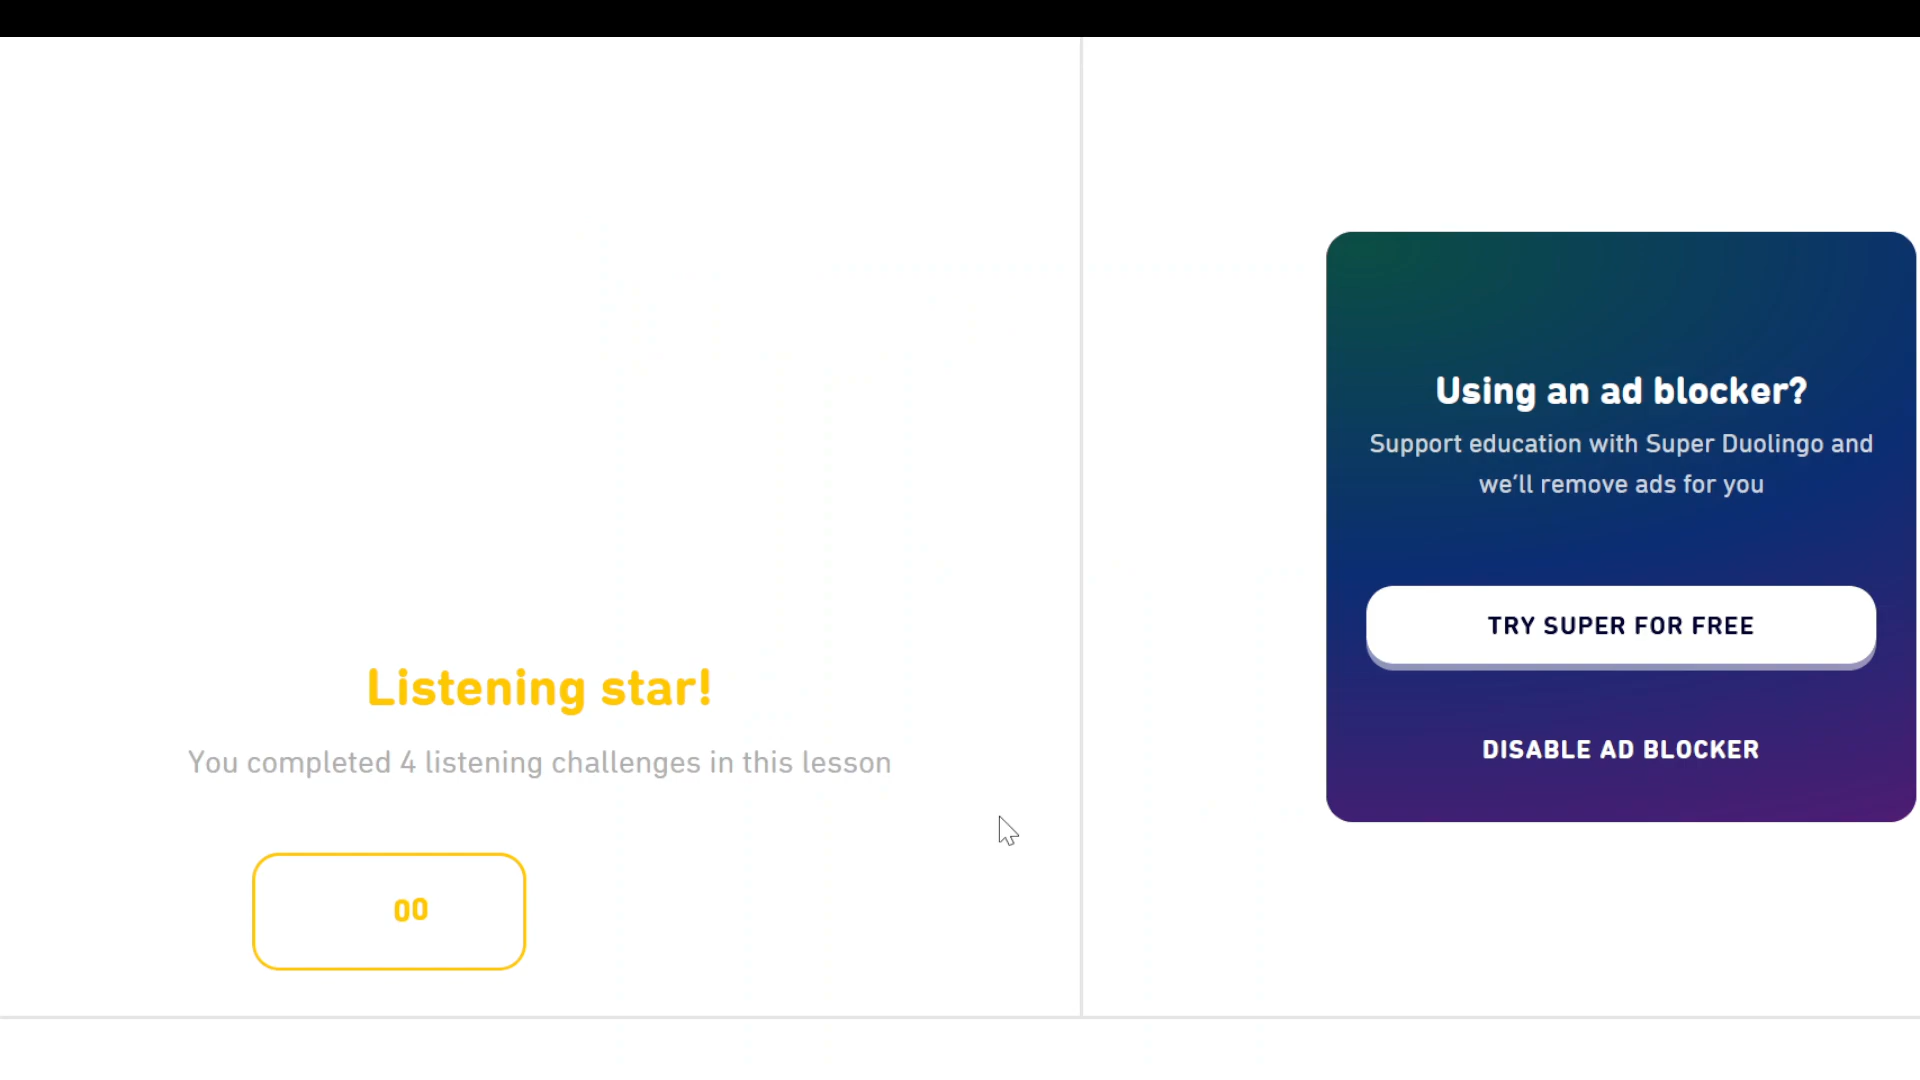 Listening star!
You completed 4 listening challenges in this lesson
00
Using an ad blocker?
Support education with Super Duolingo and
we'll remove ads for you
TRY SUPER FOR FREE
DISABLE AD BLOCKER